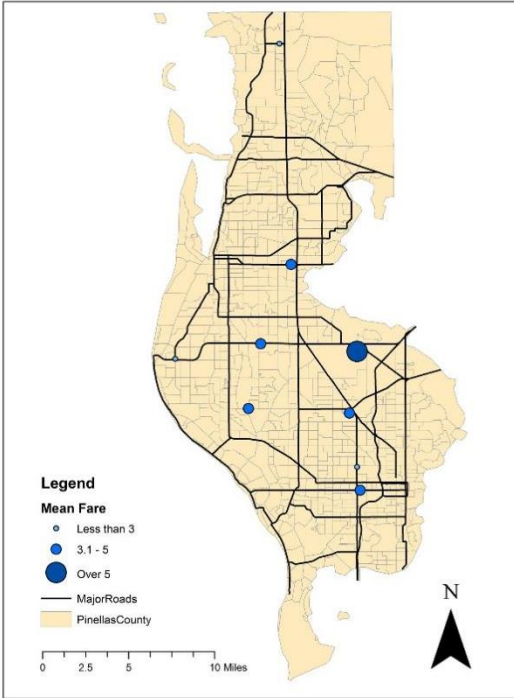 Legend
Mean Fare
Less than 3
3.1 - 5
Over 5
MajorRoads
PinellasCounty
0 2.5 5 10 Miles
N